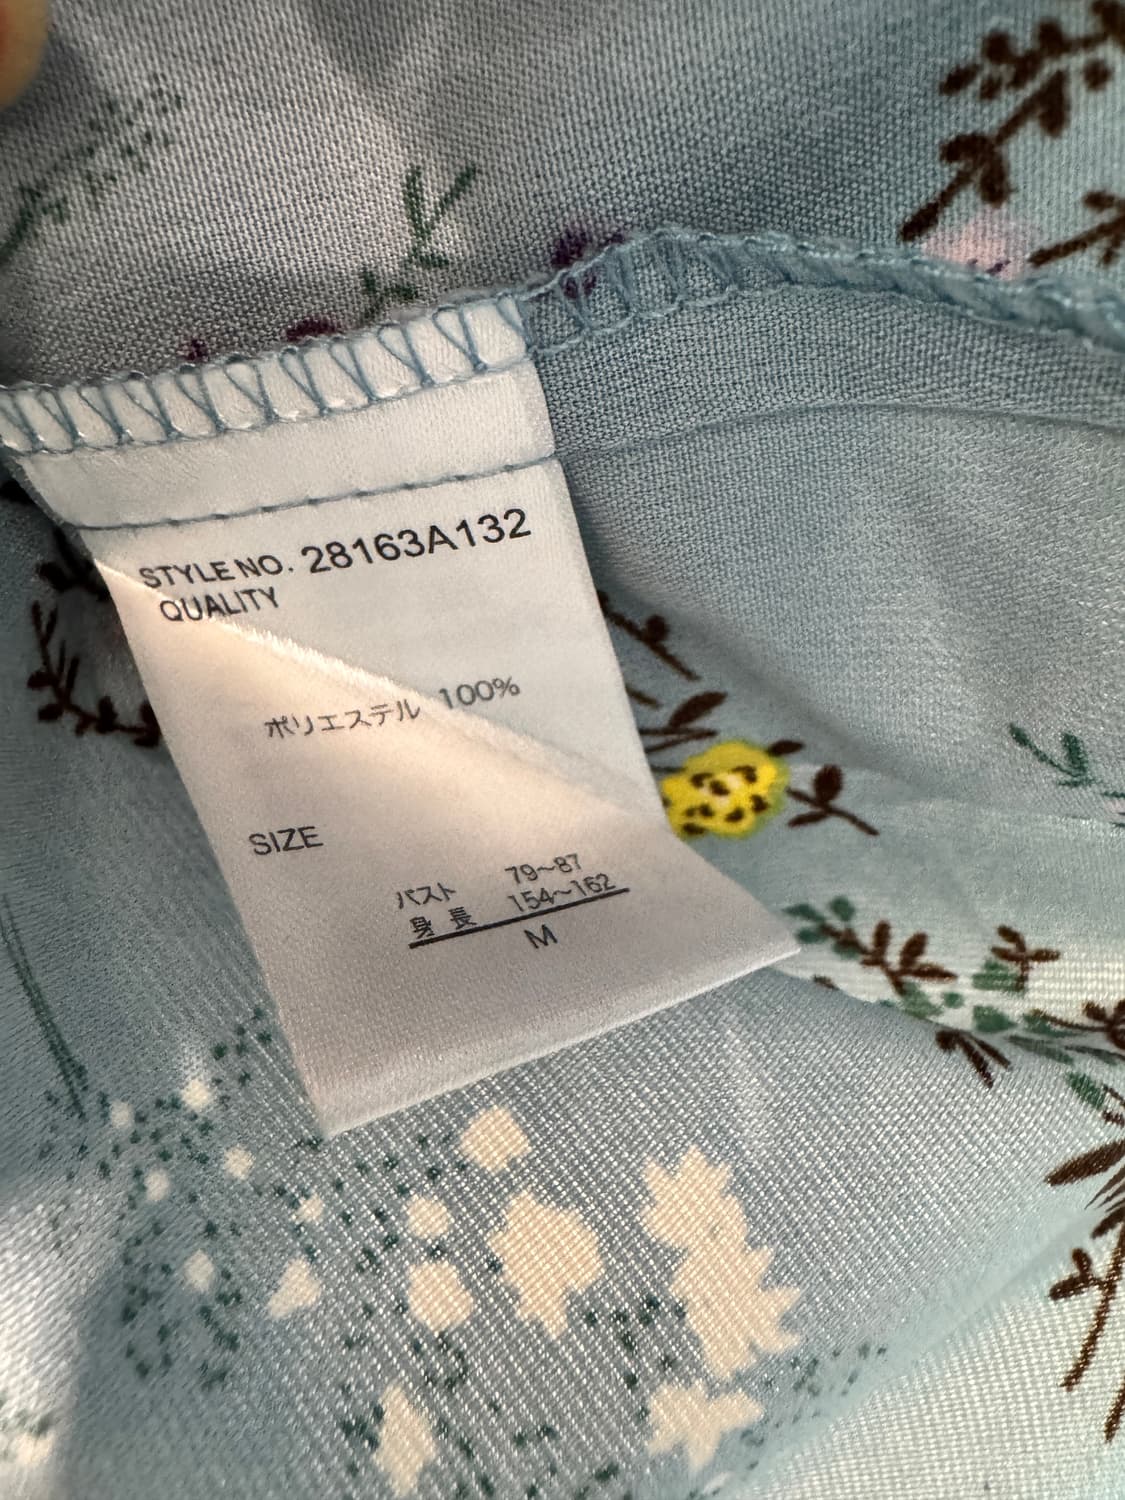 STYLE NO. 28163A132
QUALITY
ポリエステル 100%
SIZE
バスト 79~87
身長 154~162
M